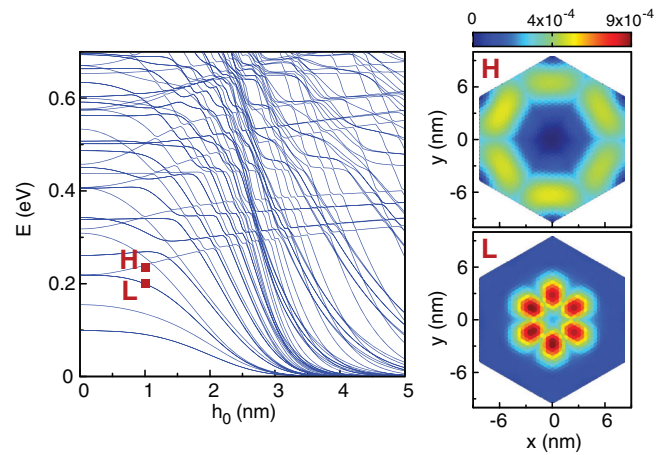 0 4x10⁻⁴ 9x10⁻⁴
E (eV)
0.6
0.4
0.2
0
H
L
0 1 2 3 4 5
h₀ (nm)
H
y (nm)
6
0
-6
L
y (nm)
6
0
-6
-6 0 6
x (nm)